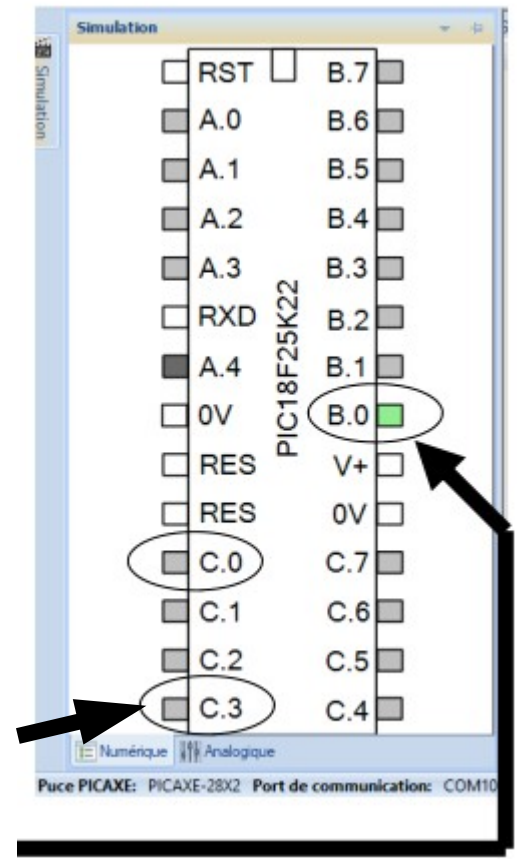 Simulation
Simulation
RST B.7
A.0 B.6
A.1 B.5
A.2 B.4
A.3 B.3
RXD B.2
A.4 B.1
0V B.0
RES V+
RES 0V
C.0 C.7
C.1 C.6
C.2 C.5
C.3 C.4
PIC18F25K22
Numérique Analogique
Puce PICAXE: PICAXE-28X2 Port de communication: COM10